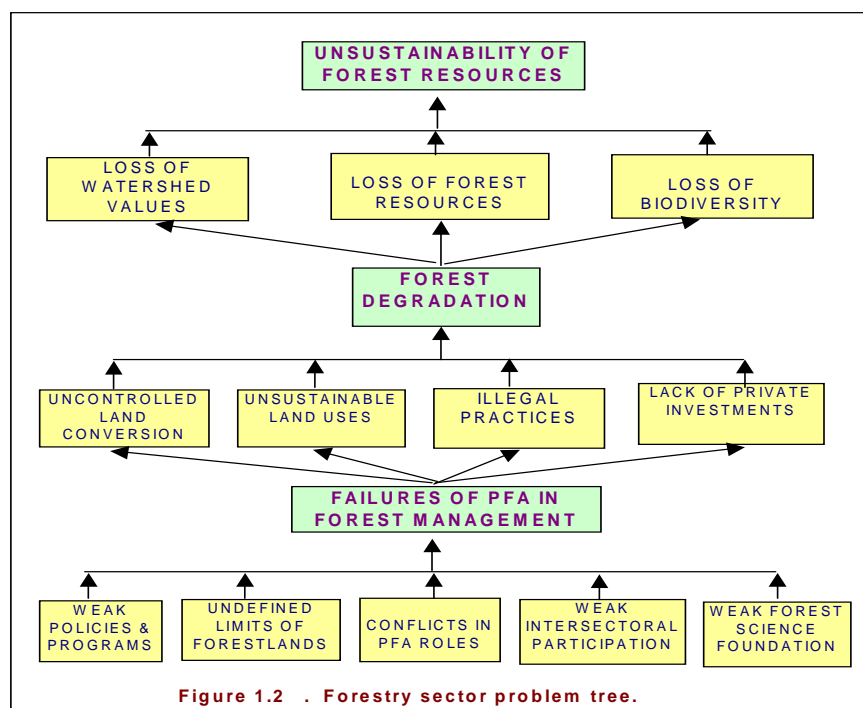 UNSUSTAINABILITY OF
FOREST RESOURCES
LOSS OF
WATERSHED
VALUES
LOSS OF FOREST
RESOURCES
LOSS OF
BIODIVERSITY
FOREST
DEGRADATION
UNCONTROLLED
LAND
CONVERSION
UNSUSTAINABLE
LAND USES
ILLEGAL
PRACTICES
LACK OF PRIVATE
INVESTMENTS
FAILURES OF PFA IN
FOREST MANAGEMENT
WEAK
POLICIES &
PROGRAMS
UNDEFINED
LIMITS OF
FORESTLANDS
CONFLICTS IN
PFA ROLES
WEAK
INTERSECTORAL
PARTICIPATION
WEAK FOREST
SCIENCE
FOUNDATION
Figure 1.2 . Forestry sector problem tree.